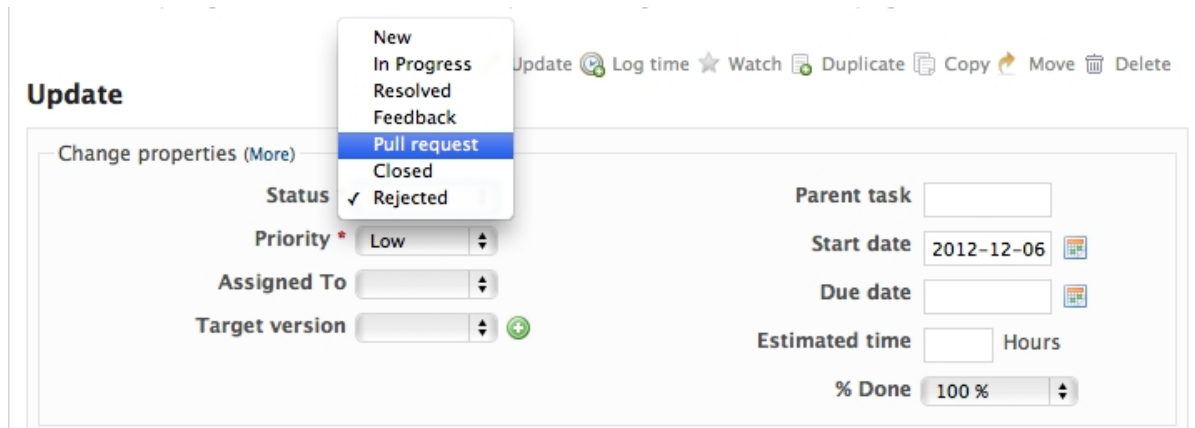 New
In Progress
Resolved
Feedback
Pull request
Closed
✓ Rejected
Update Log time Watch Duplicate Copy Move Delete
Update
Change properties (More)
Status
Priority * Low
Assigned To
Target version
Parent task
Start date 2012-12-06
Due date
Estimated time Hours
% Done 100 %